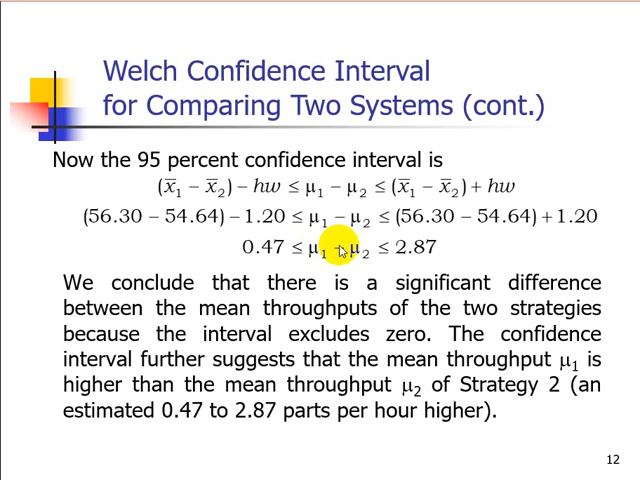 Welch Confidence Interval
for Comparing Two Systems (cont.)
Now the 95 percent confidence interval is
(x̅₁ − x̅₂) − hw ≤ μ₁ − μ₂ ≤ (x̅₁ − x̅₂) + hw
(56.30 − 54.64) − 1.20 ≤ μ₁ − μ₂ ≤ (56.30 − 54.64) + 1.20
0.47 ≤ μ₁ − μ₂ ≤ 2.87
We conclude that there is a significant difference
between the mean throughputs of the two strategies
because the interval excludes zero. The confidence
interval further suggests that the mean throughput μ₁ is
higher than the mean throughput μ₂ of Strategy 2 (an
estimated 0.47 to 2.87 parts per hour higher).
12